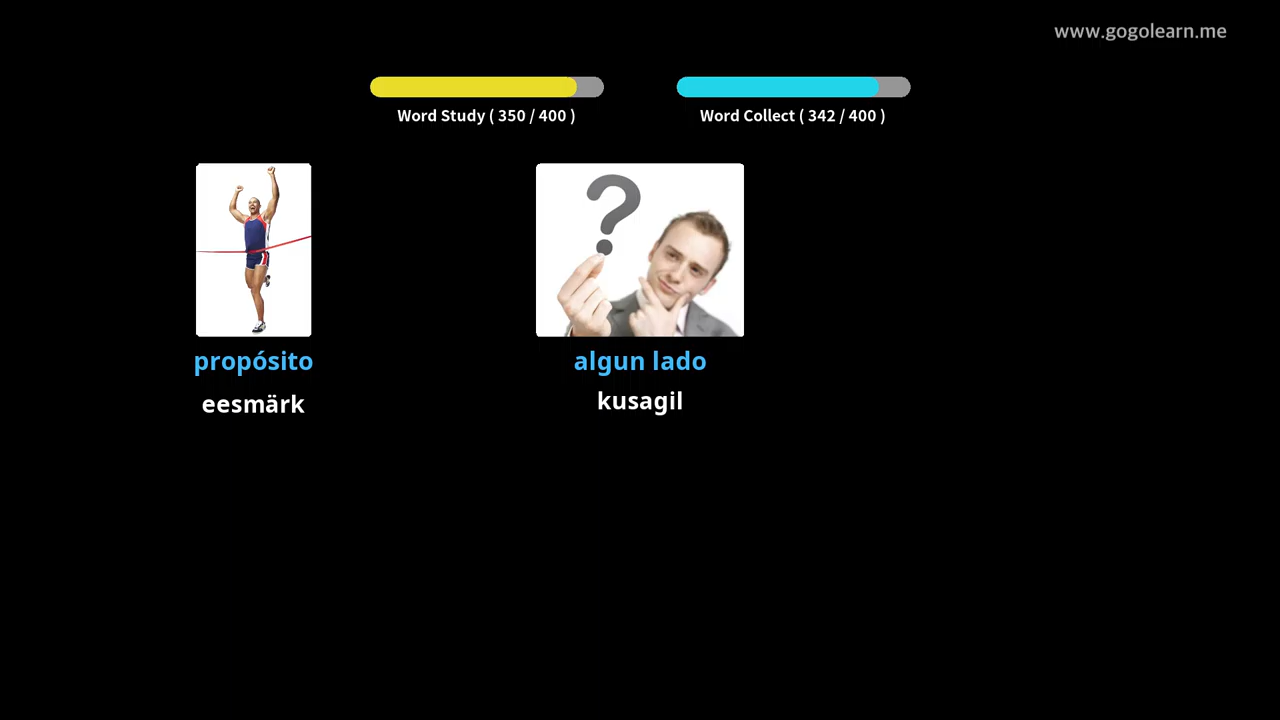 www.gogolearn.me
Word Study ( 350 / 400 )
Word Collect ( 342 / 400 )
propósito
eesmärk
algun lado
kusagil